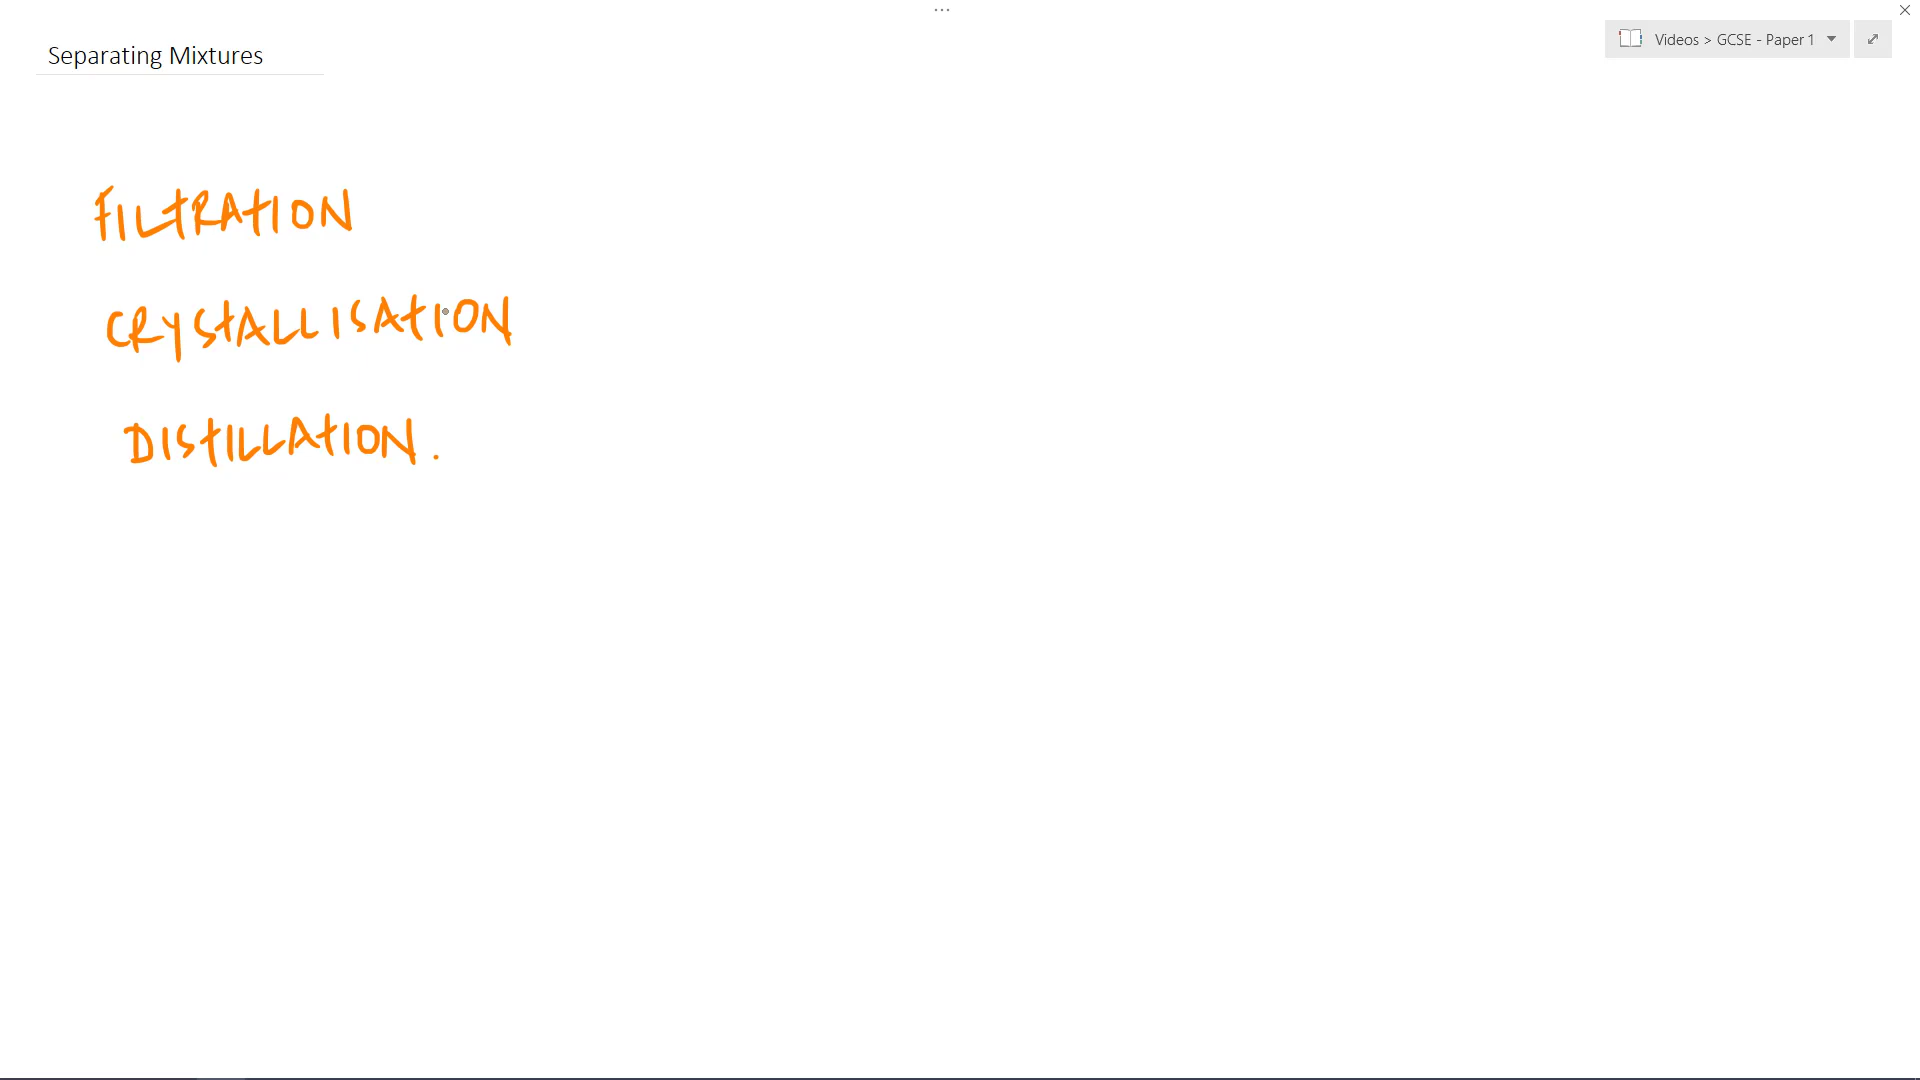 ...
Separating Mixtures
Videos > GCSE - Paper 1
FILTRATION
CRYSTALLISATION
DISTILLATION.